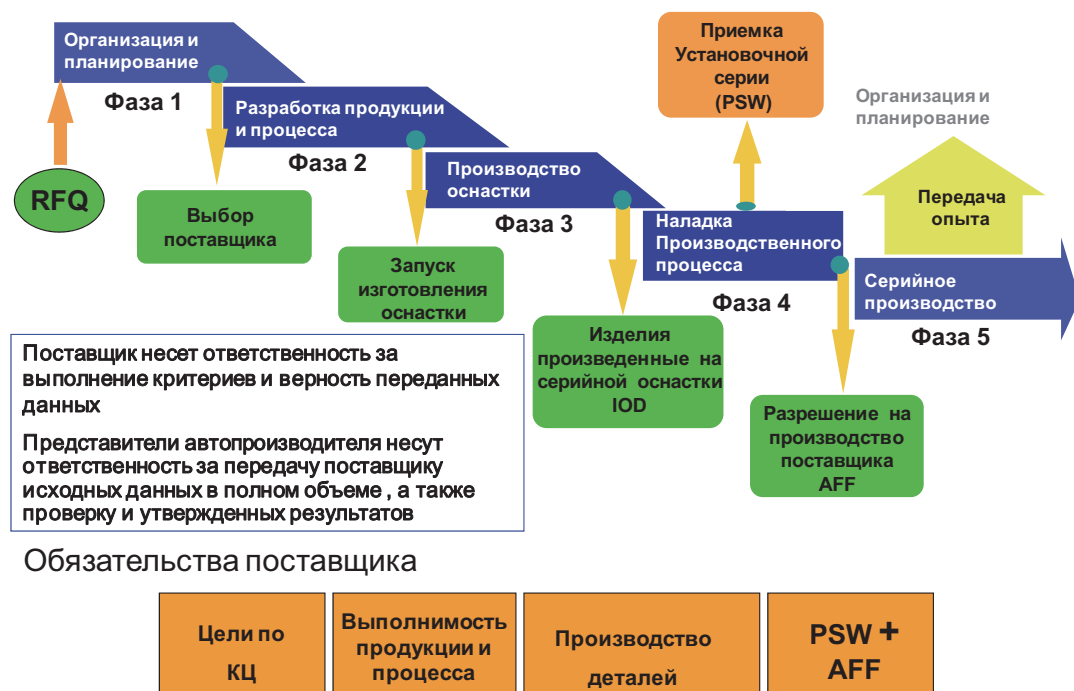 Организация и
планирование
Фаза 1
RFQ
Выбор
поставщика
Разработка продукции
и процесса
Фаза 2
Запуск
изготовления
оснастки
Производство
оснастки
Фаза 3
Изделия
произведенные на
серийной оснастки
IOD
Приемка
Установочной
серии
(PSW)
Наладка
Производственного
процесса
Фаза 4
Разрешение на
производство
поставщика
AFF
Организация и
планирование
Передача
опыта
Серийное
производство
Фаза 5
Поставщик несет ответственность за
выполнение критериев и верность переданных
данных
Представители автопроизводителя несут
ответственность за передачу поставщику
исходных данных в полном объеме , а также
проверку и утвержденных результатов
Обязательства поставщика
Цели по
КЦ
Выполнимость
продукции и
процесса
Производство
деталей
PSW +
AFF